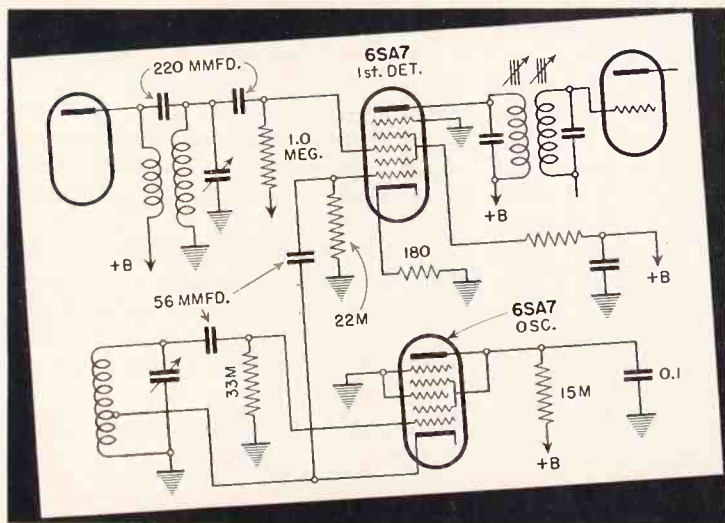 220 MMFD.
6SA7
1st. DET.
1.0
MEG.
+B
+B
180
+B
56 MMFD.
22M
6SA7
OSC.
33M
15M
0.1
+B